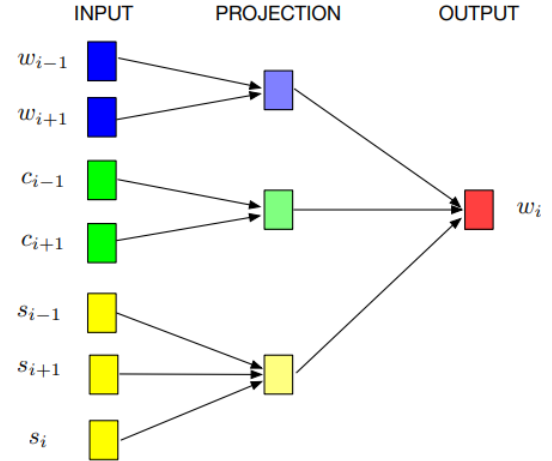 INPUT PROJECTION OUTPUT
w_{i-1}
w_{i+1}
c_{i-1}
w_i
c_{i+1}
s_{i-1}
s_{i+1}
s_i